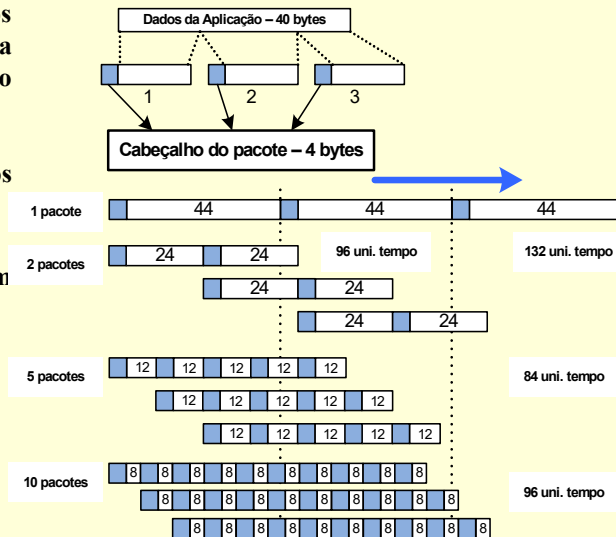 os
a
o
os
m
Dados da Aplicação – 40 bytes
1 2 3
Cabeçalho do pacote – 4 bytes
1 pacote 44 44 44
96 uni. tempo 132 uni. tempo
2 pacotes 24 24
24 24
24 24
5 pacotes 12 12 12 12 12 84 uni. tempo
12 12 12 12 12
12 12 12 12 12
10 pacotes 8 8 8 8 8 8 8 8 8 8 96 uni. tempo
8 8 8 8 8 8 8 8 8 8
8 8 8 8 8 8 8 8 8 8